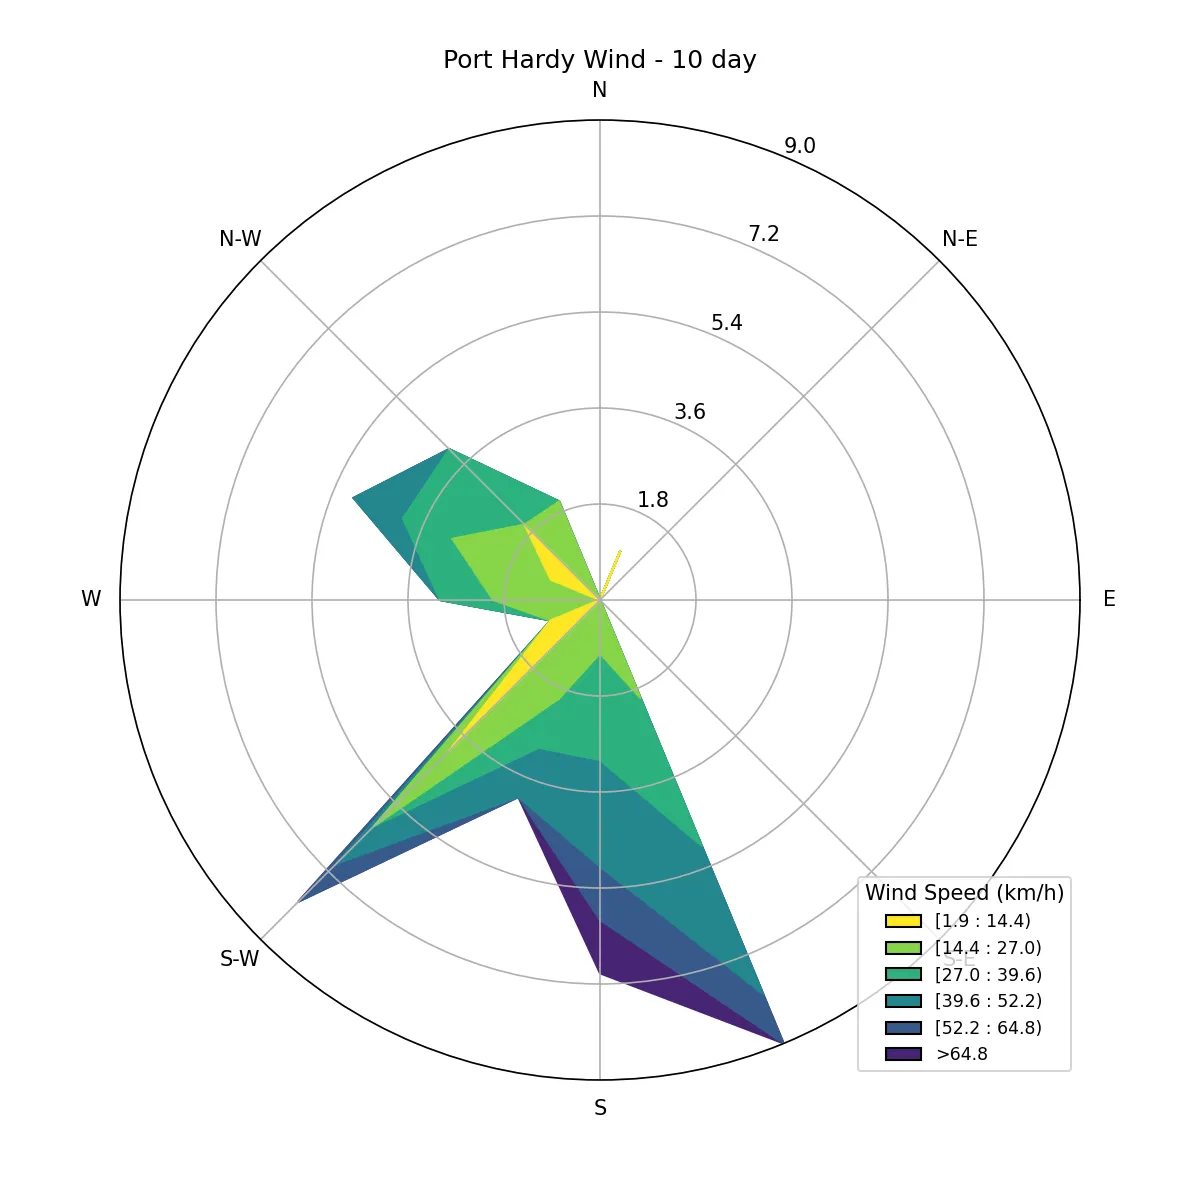 Port Hardy Wind - 10 day
N
9.0
N-W
7.2
N-E
5.4
3.6
1.8
W
E
S-W
S-E
S
Wind Speed (km/h)
[1.9 : 14.4)
[14.4 : 27.0)
[27.0 : 39.6)
[39.6 : 52.2)
[52.2 : 64.8)
>64.8